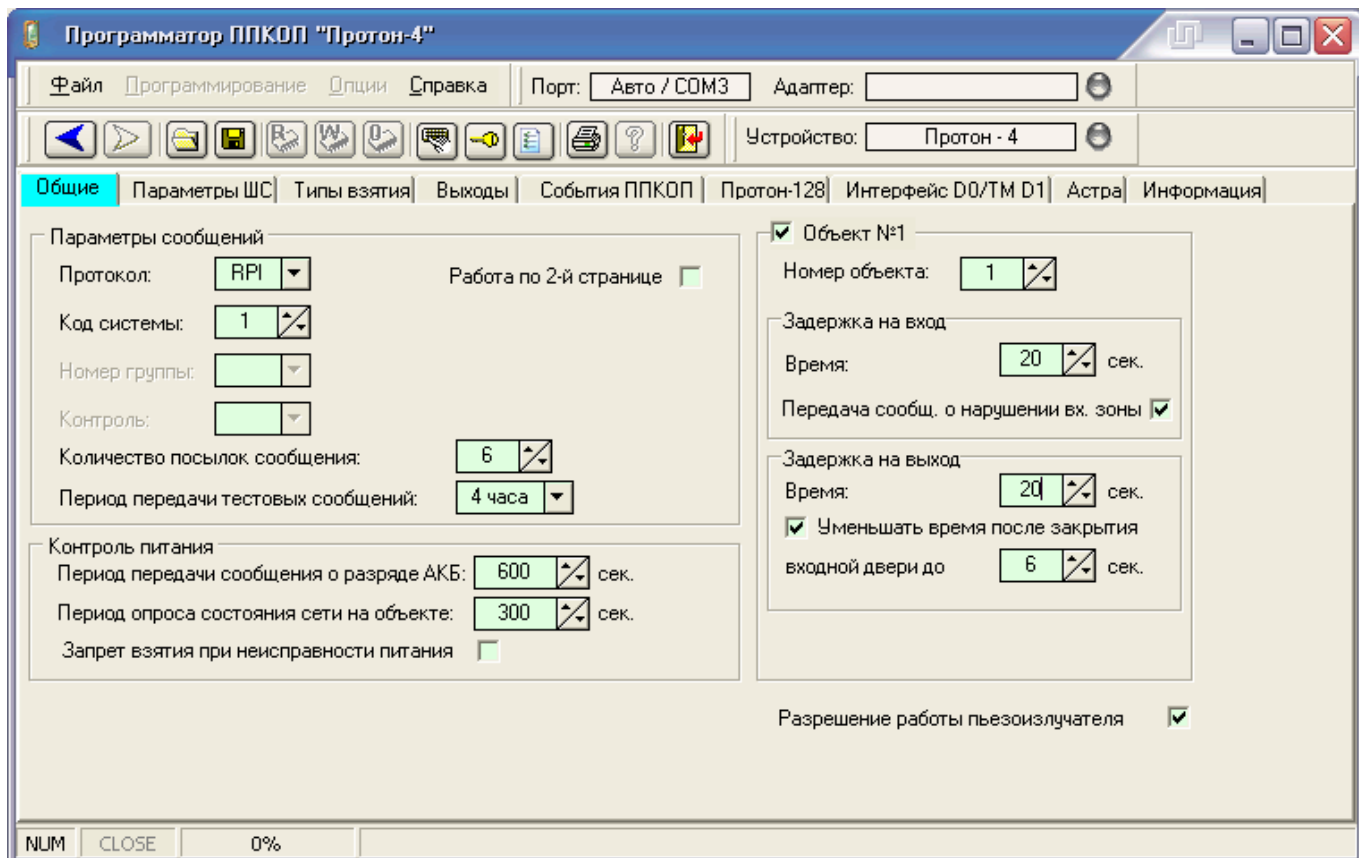 Программатор ППКОП "Протон-4"
Файл Программирование Опции Справка Порт: Авто / COM3 Адаптер:
R W 0 ? Устройство: Протон - 4
Общие Параметры ШС Типы взятия Выходы События ППКОП Протон-128 Интерфейс D0/TM D1 Астра Информация
Параметры сообщений
Протокол: RPI Работа по 2-й странице
Код системы: 1
Номер группы:
Контроль:
Количество посылок сообщения: 6
Период передачи тестовых сообщений: 4 часа
Контроль питания
Период передачи сообщения о разряде АКБ: 600 сек.
Период опроса состояния сети на объекте: 300 сек.
Запрет взятия при неисправности питания
Объект №1
Номер объекта: 1
Задержка на вход
Время: 20 сек.
Передача сообщ. о нарушении вх. зоны
Задержка на выход
Время: 20 сек.
Уменьшать время после закрытия
входной двери до 6 сек.
Разрешение работы пьезоизлучателя
NUM CLOSE 0%